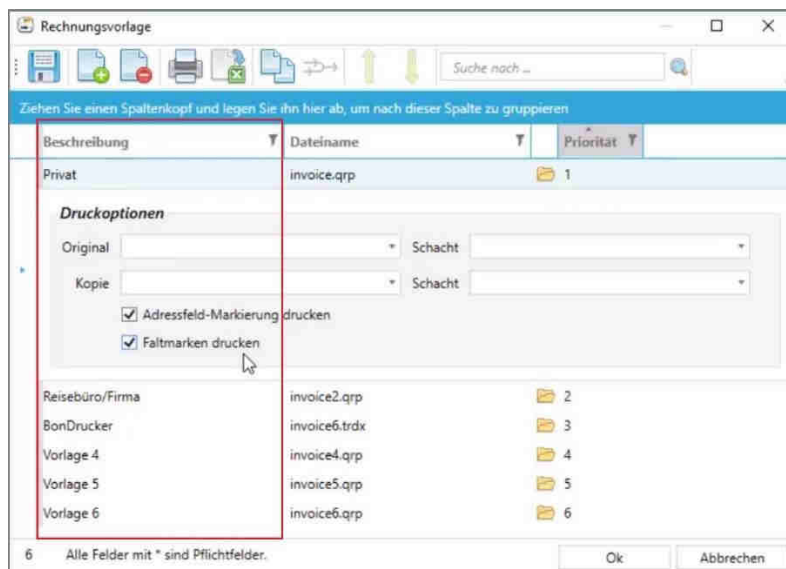 Rechnungsvorlage
Suche nach ...
Ziehen Sie einen Spaltenkopf und legen Sie ihn hier ab, um nach dieser Spalte zu gruppieren
Beschreibung Dateiname Priorität
Privat invoice.qrp 1
Druckoptionen
Original Schacht
Kopie Schacht
Adressfeld-Markierung drucken
Faltmarken drucken
Reisebüro/Firma invoice2.qrp 2
BonDrucker invoice6.trdx 3
Vorlage 4 invoice4.qrp 4
Vorlage 5 invoice5.qrp 5
Vorlage 6 invoice6.qrp 6
6 Alle Felder mit * sind Pflichtfelder.
Ok Abbrechen